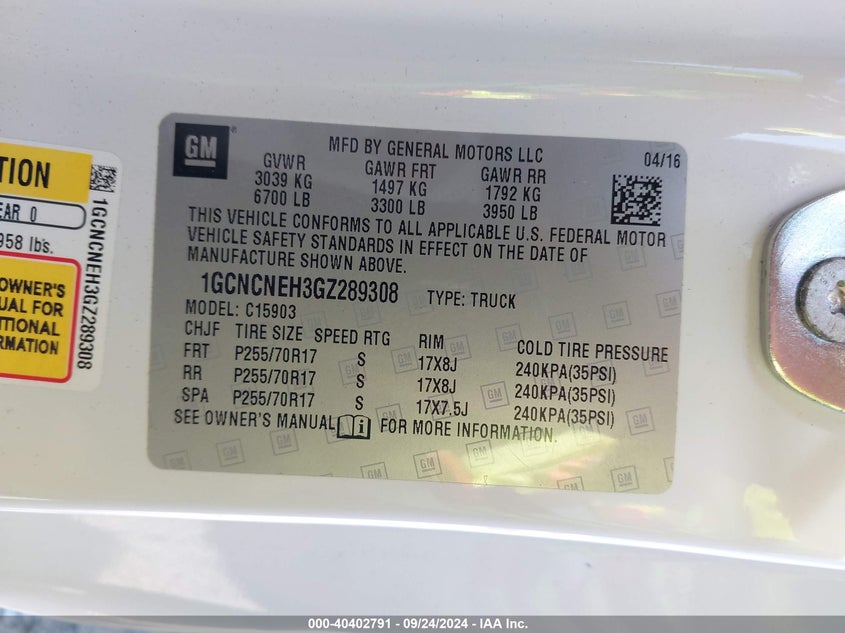 TION
EAR 0
958 lbs.
OWNER'S
UAL FOR
ITIONAL
RMATION
1GCNCNEH3GZ289308
GM
MFD BY GENERAL MOTORS LLC
04/16
GVWR GAWR FRT GAWR RR
3039 KG 1497 KG 1792 KG
6700 LB 3300 LB 3950 LB
THIS VEHICLE CONFORMS TO ALL APPLICABLE U.S. FEDERAL MOTOR
VEHICLE SAFETY STANDARDS IN EFFECT ON THE DATE OF
MANUFACTURE SHOWN ABOVE.
1GCNCNEH3GZ289308 TYPE: TRUCK
MODEL: C15903
CHJF TIRE SIZE SPEED RTG RIM COLD TIRE PRESSURE
FRT P255/70R17 S 17X8J 240KPA(35PSI)
RR P255/70R17 S 17X8J 240KPA(35PSI)
SPA P255/70R17 S 17X7.5J 240KPA(35PSI)
SEE OWNER'S MANUAL FOR MORE INFORMATION.
000-40402791 - 09/24/2024 - IAA Inc.